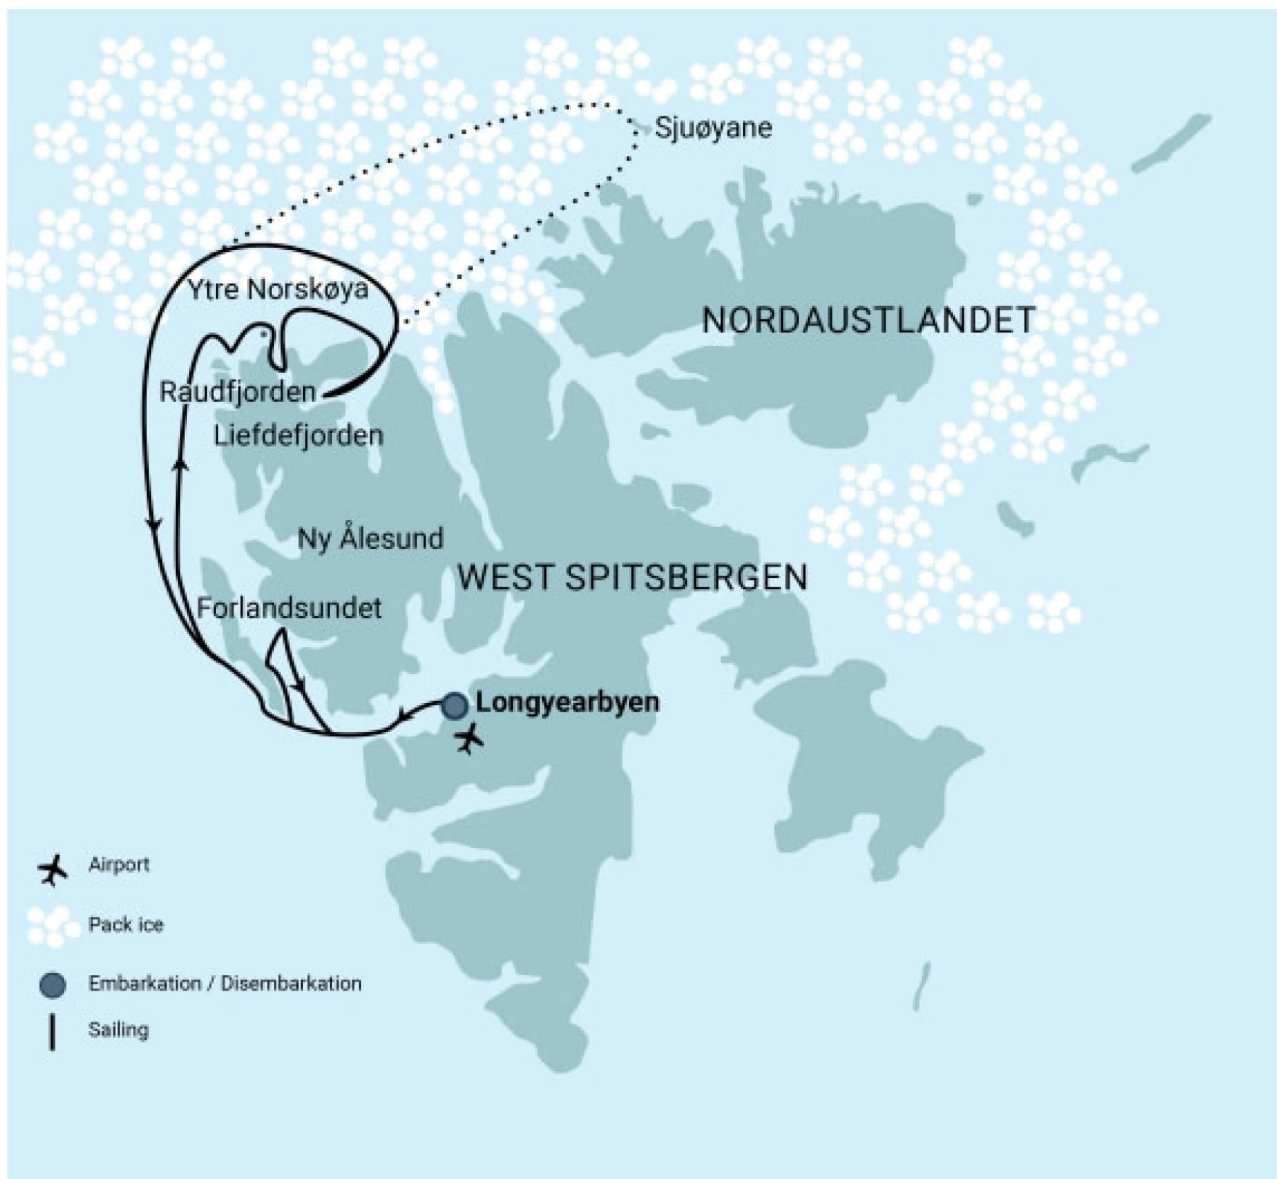 Sjuøyane
Ytre Norskøya
NORDAUSTLANDET
Raudfjorden
Liefdefjorden
Ny Ålesund
WEST SPITSBERGEN
Forlandsundet
Longyearbyen
Airport
Pack ice
Embarkation / Disembarkation
Sailing